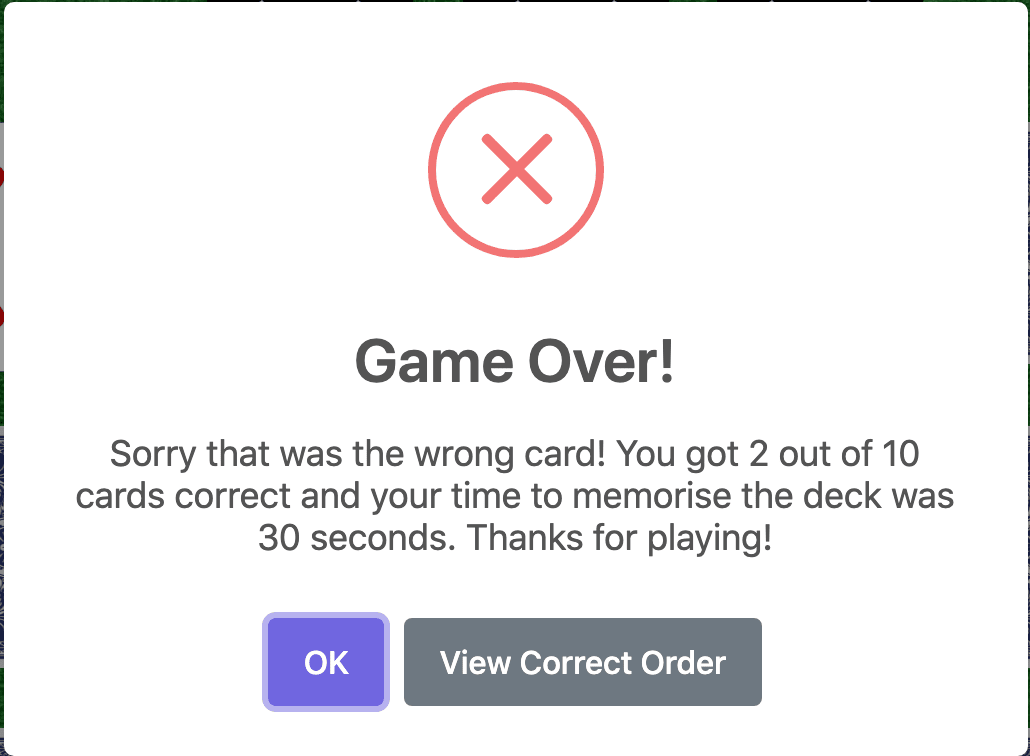 Game Over!
Sorry that was the wrong card! You got 2 out of 10
cards correct and your time to memorise the deck was
30 seconds. Thanks for playing!
OK
View Correct Order